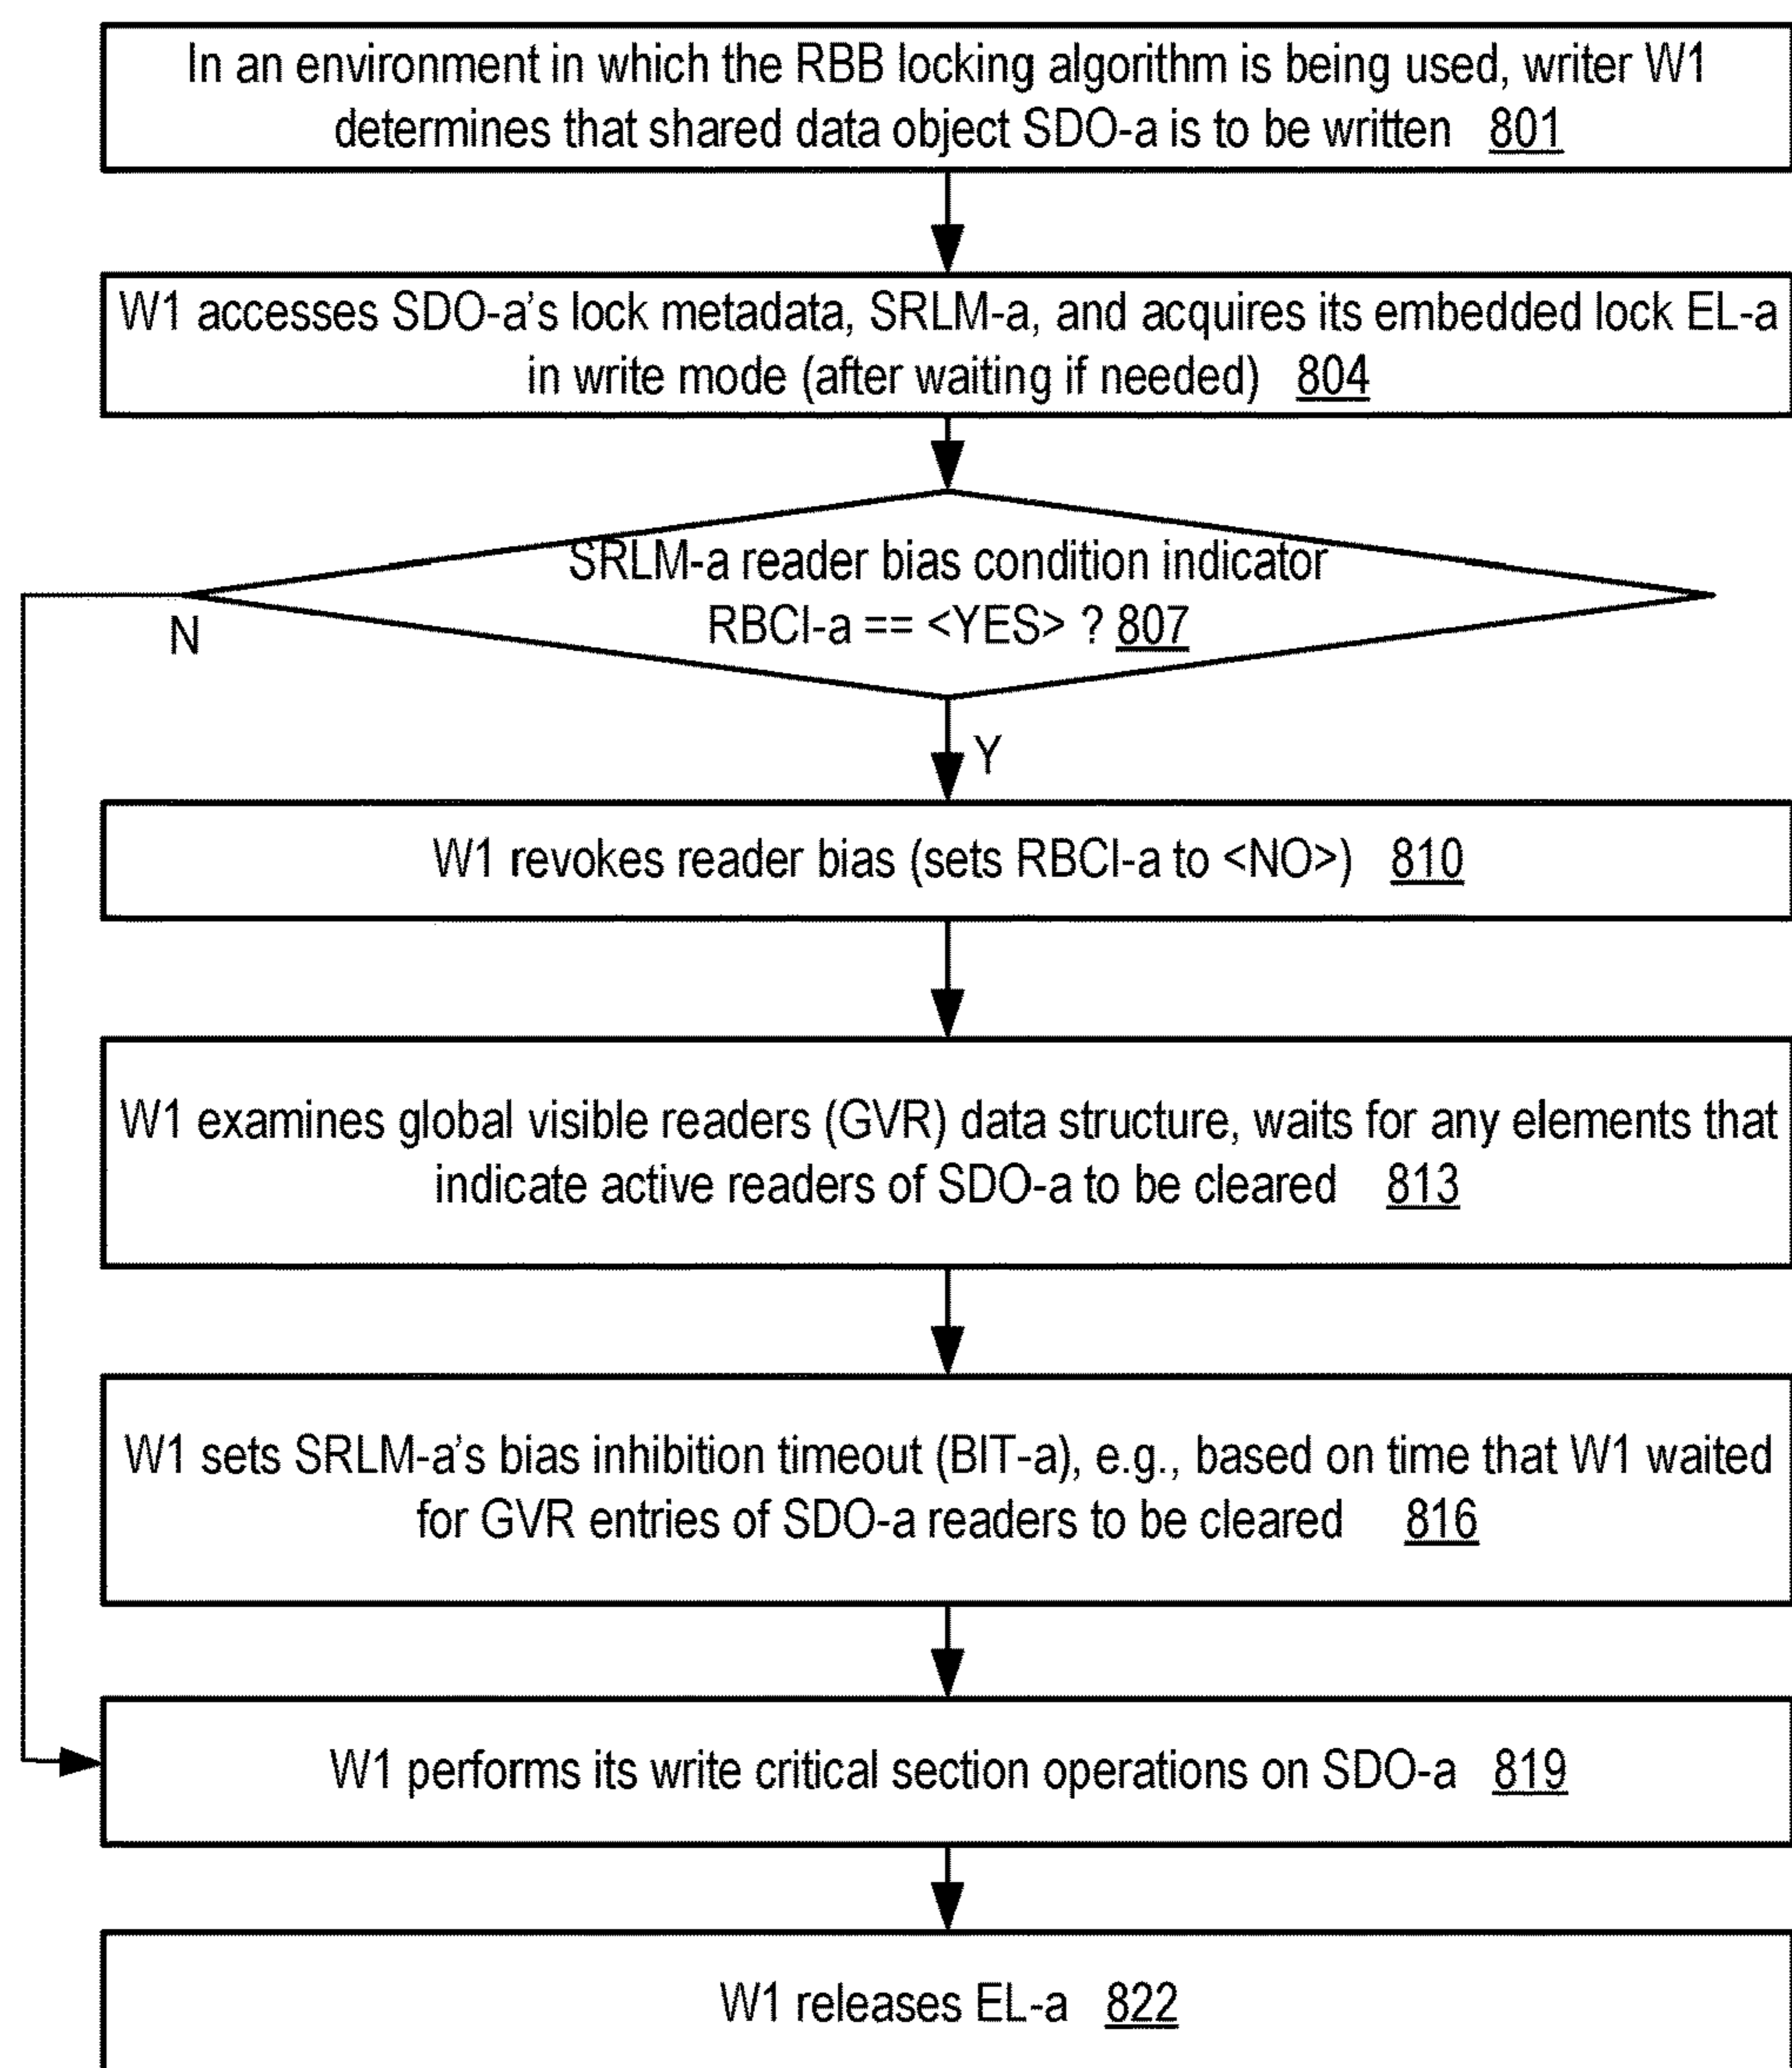 In an environment in which the RBB locking algorithm is being used, writer W1
determines that shared data object SDO-a is to be written 801
W1 accesses SDO-a's lock metadata, SRLM-a, and acquires its embedded lock EL-a
in write mode (after waiting if needed) 804
SRLM-a reader bias condition indicator
RBCI-a == <YES> ? 807
N
Y
W1 revokes reader bias (sets RBCI-a to <NO>) 810
W1 examines global visible readers (GVR) data structure, waits for any elements that
indicate active readers of SDO-a to be cleared 813
W1 sets SRLM-a's bias inhibition timeout (BIT-a), e.g., based on time that W1 waited
for GVR entries of SDO-a readers to be cleared 816
W1 performs its write critical section operations on SDO-a 819
W1 releases EL-a 822